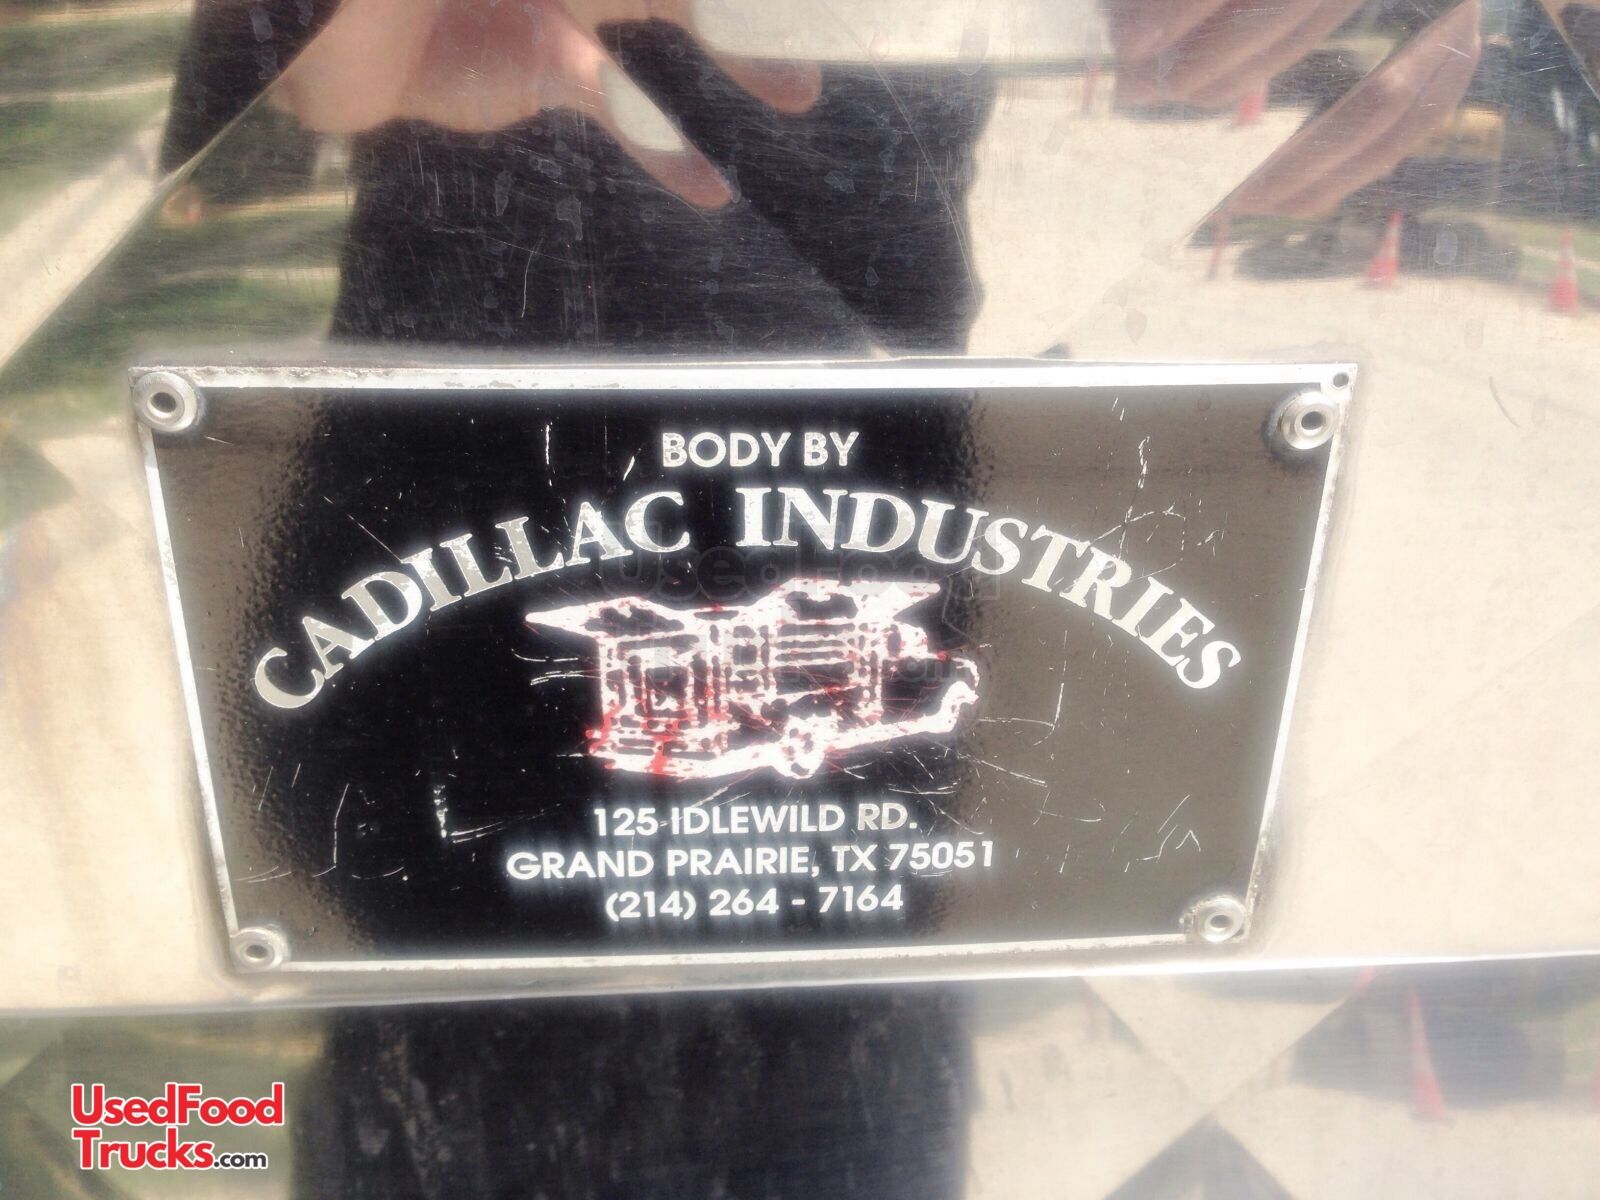 BODY BY
CADILLAC INDUSTRIES
125 IDLEWILD RD.
GRAND PRAIRIE, TX 75051
(214) 264 - 7164
UsedFood
Trucks.com